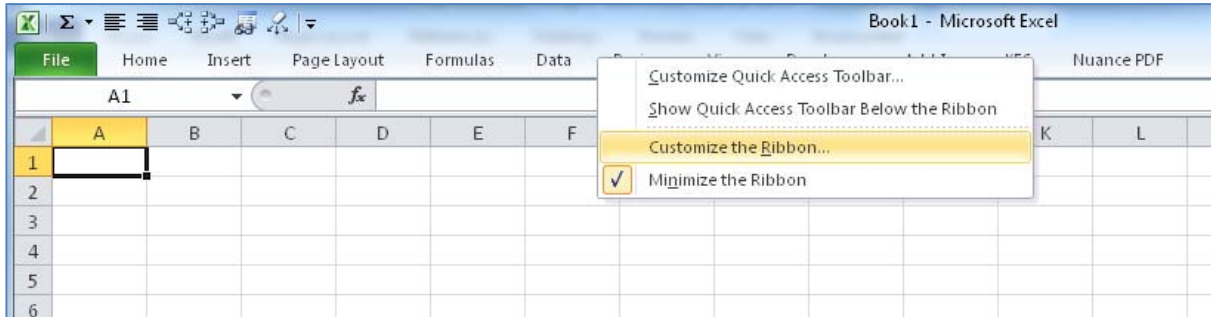 Book1 - Microsoft Excel
File Home Insert Page Layout Formulas Data Nuance PDF
Customize Quick Access Toolbar...
Show Quick Access Toolbar Below the Ribbon
Customize the Ribbon...
Minimize the Ribbon
A1 fx
A B C D E F K L
1
2
3
4
5
6